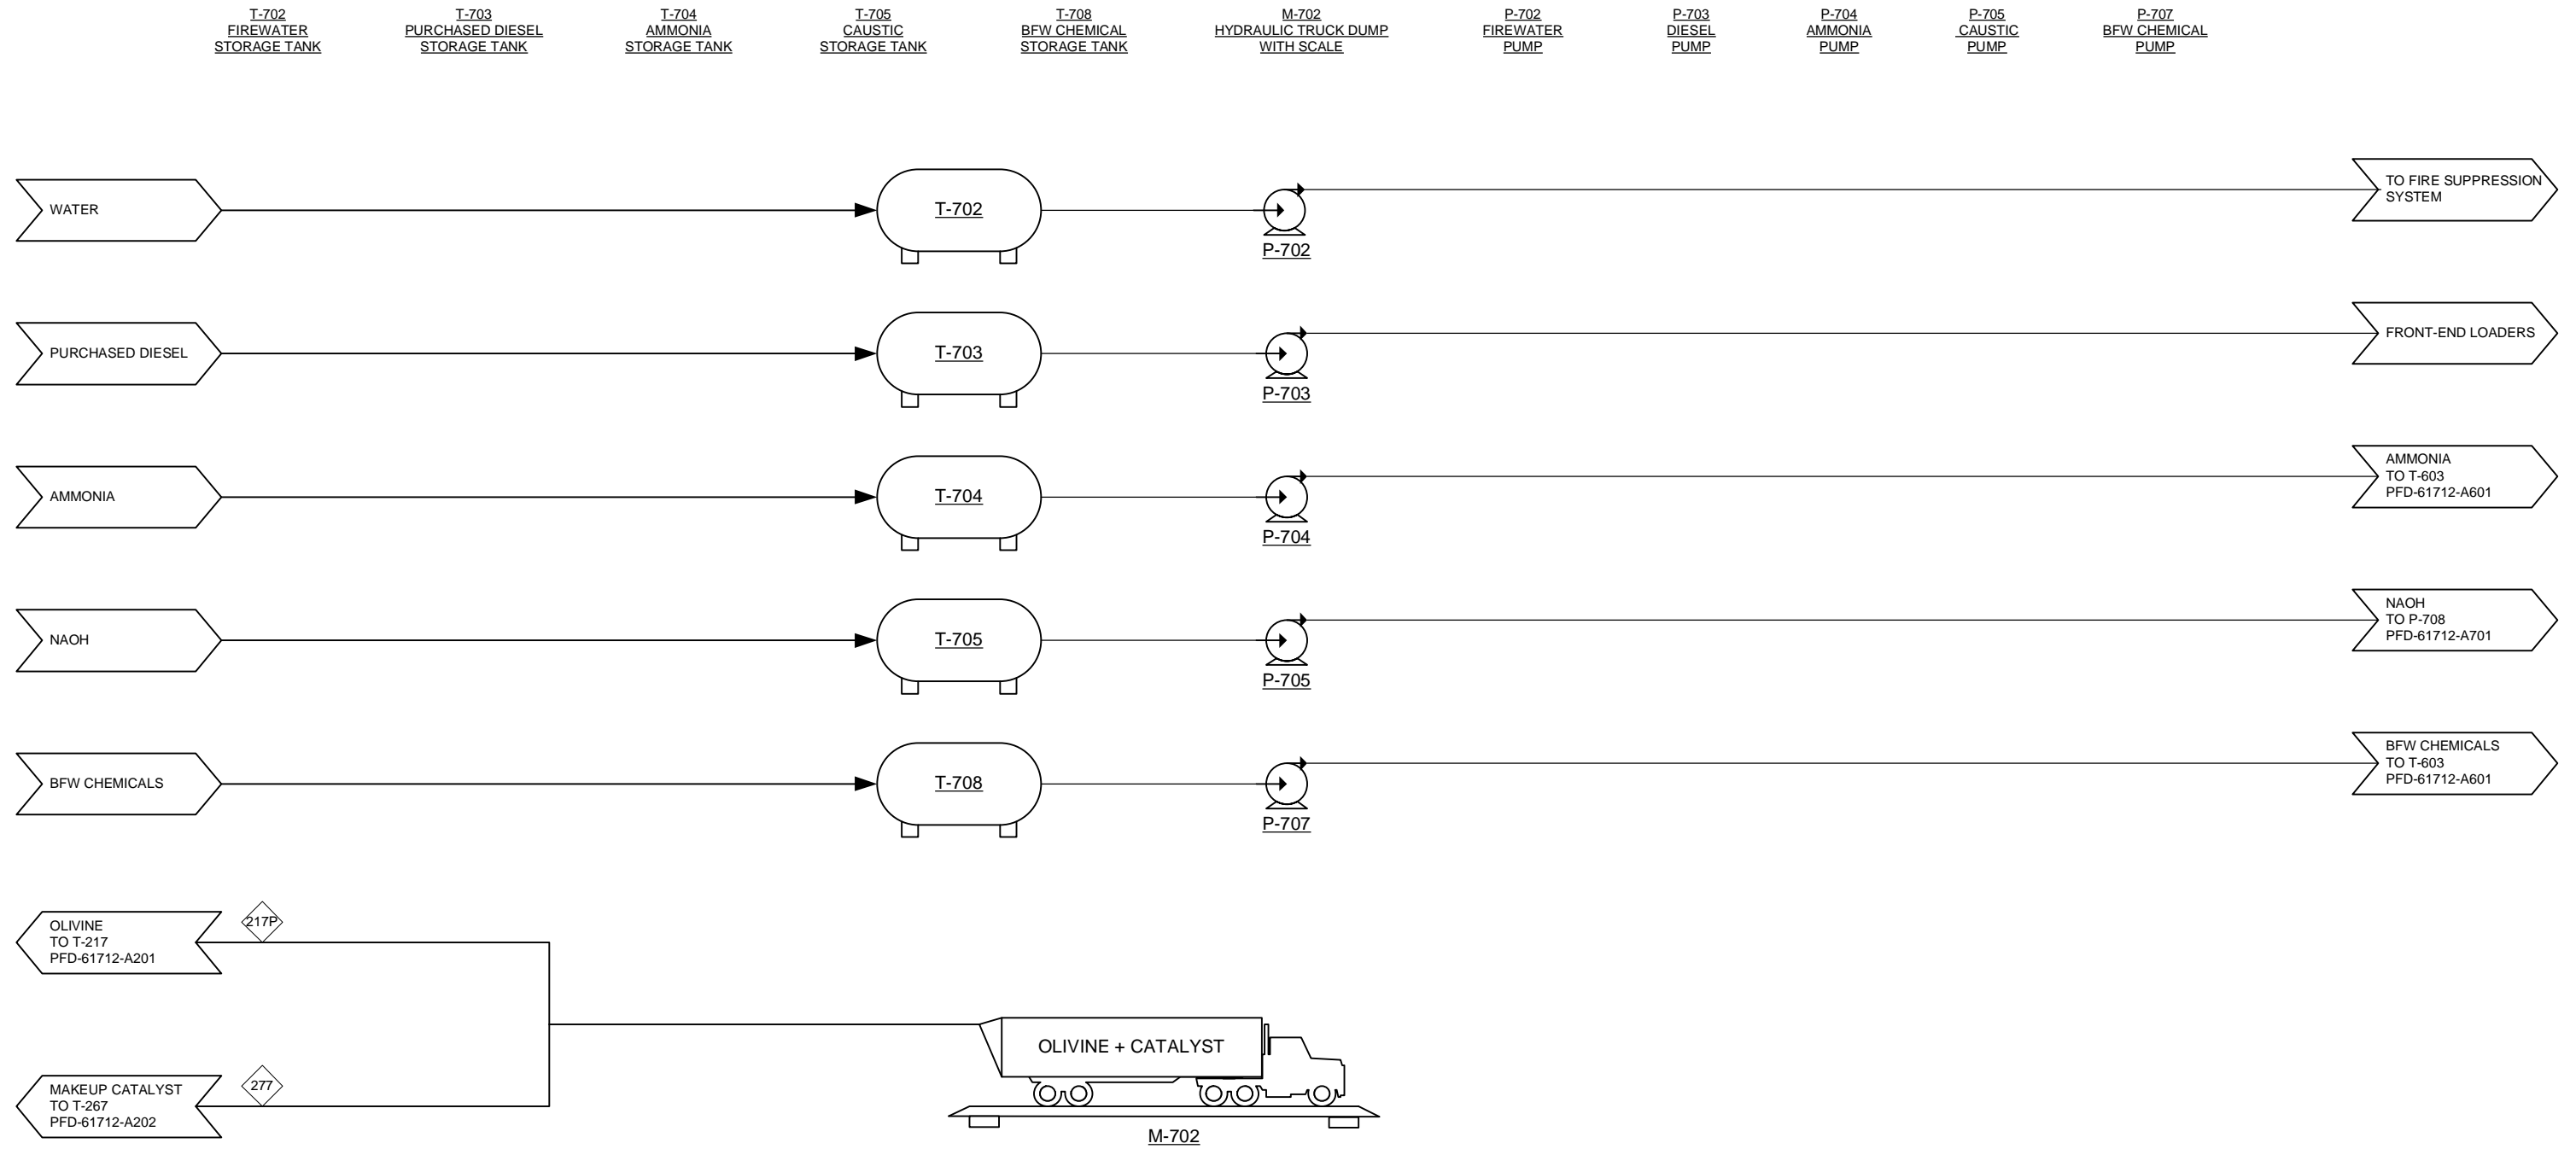 T-702
FIREWATER
STORAGE TANK
T-703
PURCHASED DIESEL
STORAGE TANK
T-704
AMMONIA
STORAGE TANK
T-705
CAUSTIC
STORAGE TANK
T-708
BFW CHEMICAL
STORAGE TANK
M-702
HYDRAULIC TRUCK DUMP
WITH SCALE
P-702
FIREWATER
PUMP
P-703
DIESEL
PUMP
P-704
AMMONIA
PUMP
P-705
CAUSTIC
PUMP
P-707
BFW CHEMICAL
PUMP
WATER
T-702
P-702
TO FIRE SUPPRESSION
SYSTEM
PURCHASED DIESEL
T-703
P-703
FRONT-END LOADERS
AMMONIA
T-704
P-704
AMMONIA
TO T-603
PFD-61712-A601
NAOH
T-705
P-705
NAOH
TO P-708
PFD-61712-A701
BFW CHEMICALS
T-708
P-707
BFW CHEMICALS
TO T-603
PFD-61712-A601
OLIVINE
TO T-217
PFD-61712-A201
217P
OLIVINE + CATALYST
MAKEUP CATALYST
TO T-267
PFD-61712-A202
277
M-702